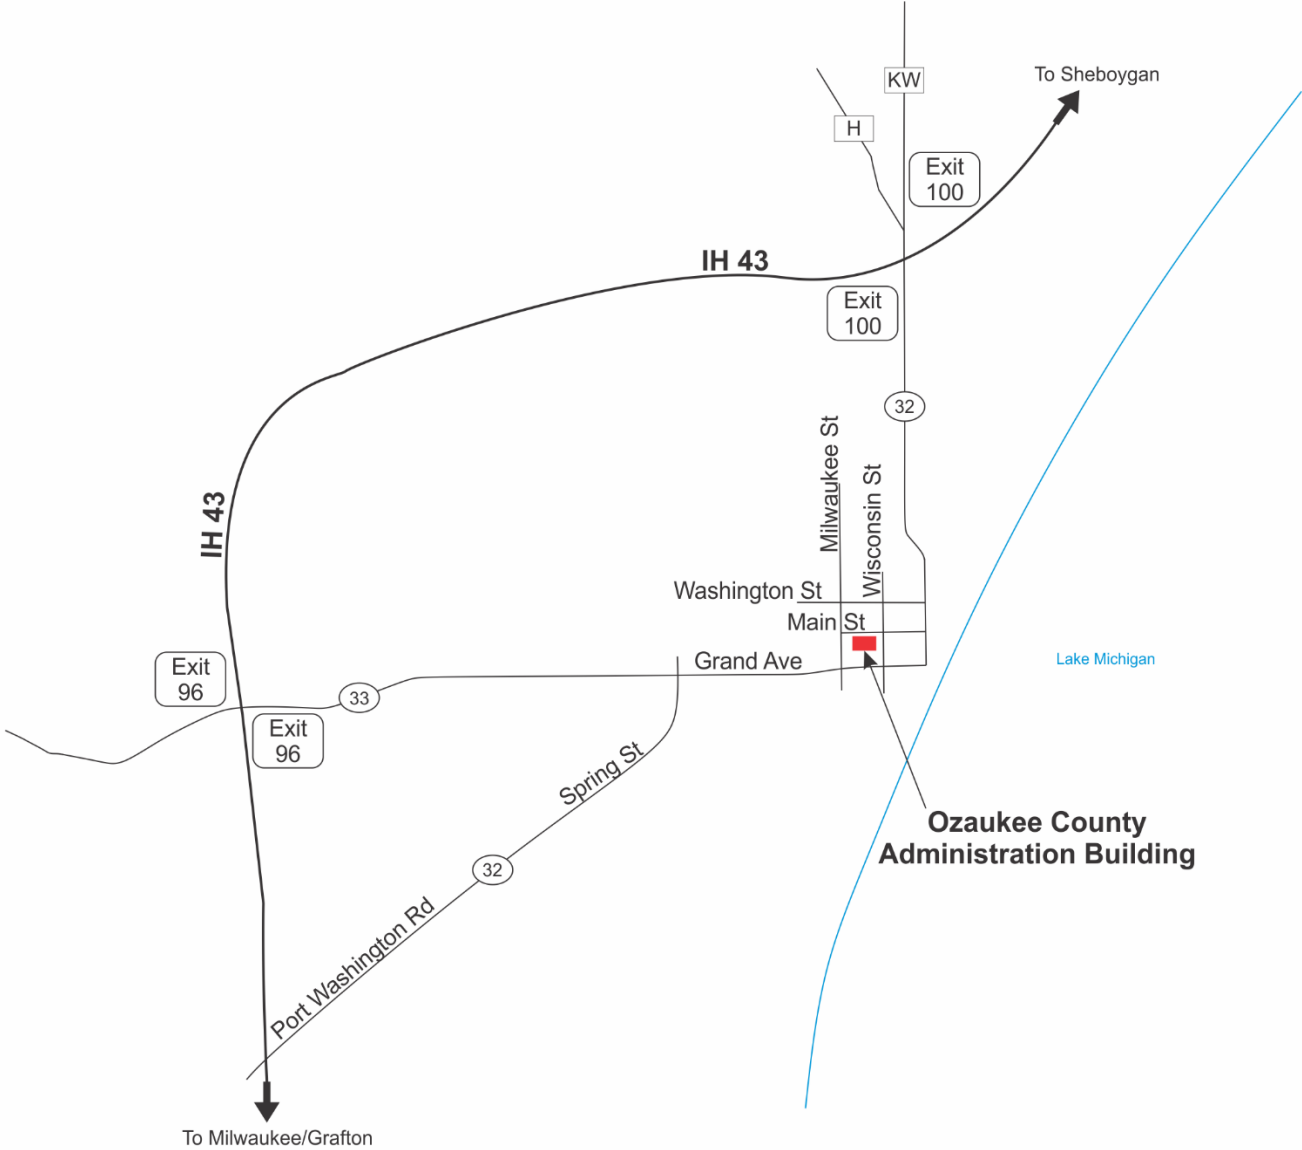 To Sheboygan
KW
H
Exit
100
IH 43
Exit
100
32
Milwaukee St
Wisconsin St
IH 43
Washington St
Main St
Grand Ave
Lake Michigan
Exit
96
33
Exit
96
Spring St
Ozaukee County
Administration Building
32
Port Washington Rd
To Milwaukee/Grafton